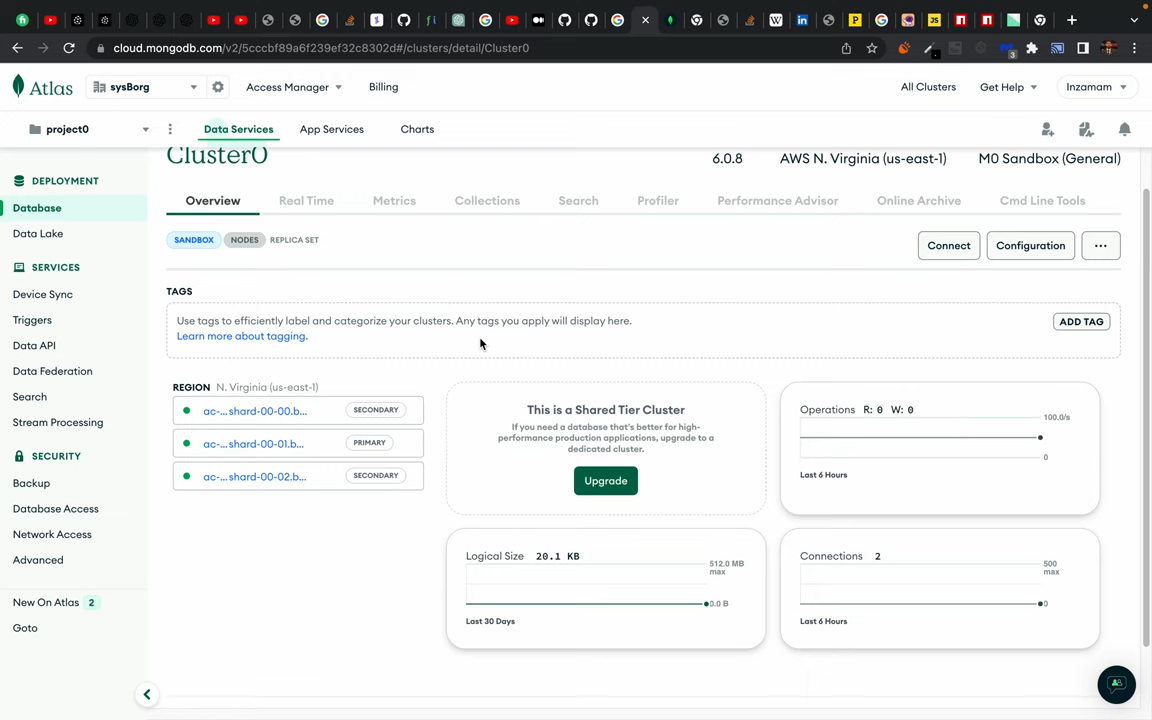 cloud.mongodb.com/v2/5cccbf89a6f239ef32c8302d#/clusters/detail/Cluster0
3
Atlas
sysBorg
Access Manager
Billing
All Clusters
Get Help
Inzamam
project0
Data Services
App Services
Charts
Cluster0
6.0.8
AWS N. Virginia (us-east-1)
M0 Sandbox (General)
DEPLOYMENT
Database
Data Lake
SERVICES
Device Sync
Triggers
Data API
Data Federation
Search
Stream Processing
SECURITY
Backup
Database Access
Network Access
Advanced
New On Atlas 2
Goto
Overview
Real Time
Metrics
Collections
Search
Profiler
Performance Advisor
Online Archive
Cmd Line Tools
SANDBOX
NODES
REPLICA SET
Connect
Configuration
...
TAGS
Use tags to efficiently label and categorize your clusters. Any tags you apply will display here.
Learn more about tagging.
ADD TAG
REGION N. Virginia (us-east-1)
ac-...shard-00-00.b... SECONDARY
ac-...shard-00-01.b... PRIMARY
ac-...shard-00-02.b... SECONDARY
This is a Shared Tier Cluster
If you need a database that's better for high-
performance production applications, upgrade to a
dedicated cluster.
Upgrade
Operations R: 0 W: 0
100.0/s
0
Last 6 Hours
Logical Size 20.1 KB
512.0 MB
max
0.0 B
Last 30 Days
Connections 2
500
max
0
Last 6 Hours